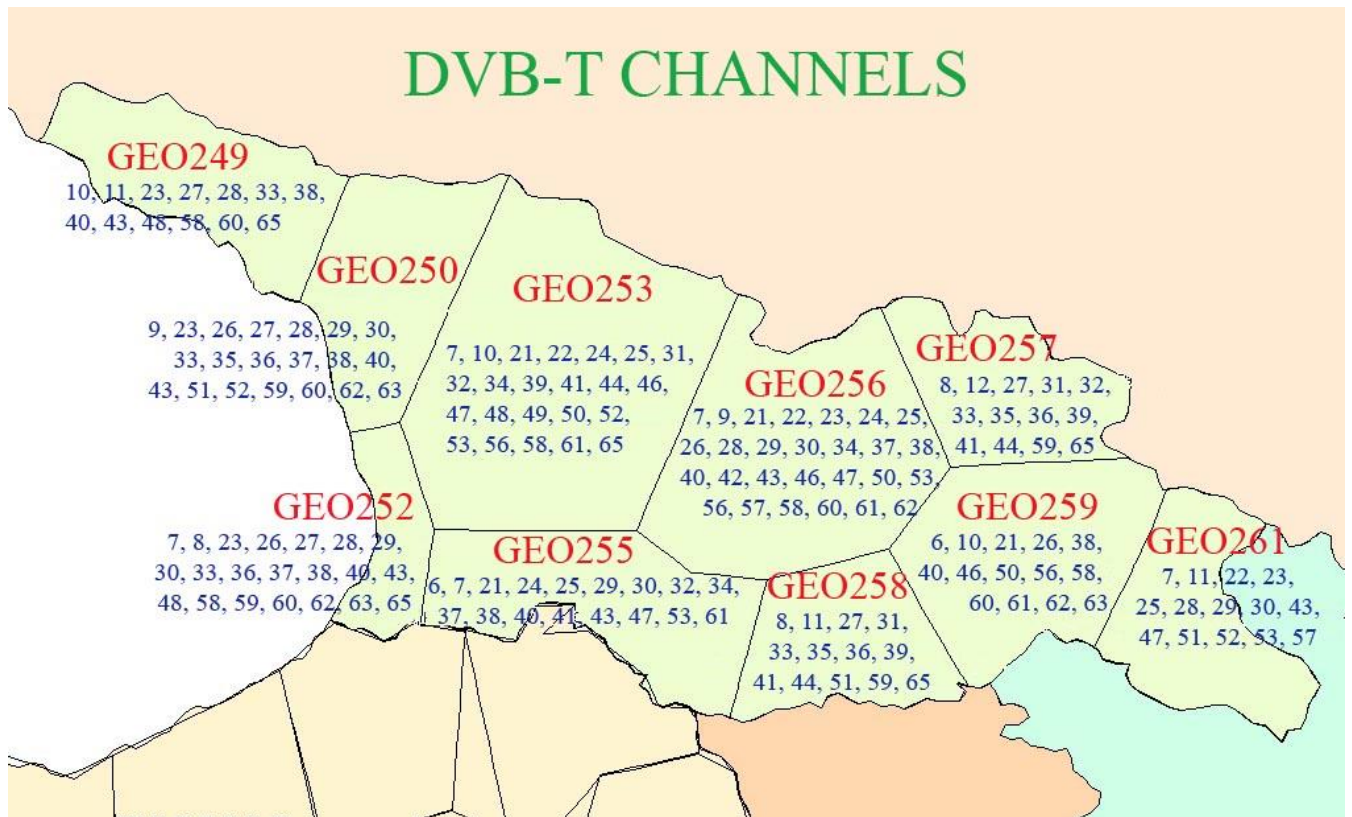 DVB-T CHANNELS
GEO249
10, 11, 23, 27, 28, 33, 38,
40, 43, 48, 58, 60, 65
GEO250
9, 23, 26, 27, 28, 29, 30,
33, 35, 36, 37, 38, 40,
43, 51, 52, 59, 60, 62, 63
GEO253
7, 10, 21, 22, 24, 25, 31,
32, 34, 39, 41, 44, 46,
47, 48, 49, 50, 52,
53, 56, 58, 61, 65
GEO256
7, 9, 21, 22, 23, 24, 25,
26, 28, 29, 30, 34, 37, 38,
40, 42, 43, 46, 47, 50, 53,
56, 57, 58, 60, 61, 62
GEO257
8, 12, 27, 31, 32,
33, 35, 36, 39,
41, 44, 59, 65
GEO252
7, 8, 23, 26, 27, 28, 29,
30, 33, 36, 37, 38, 40, 43,
48, 58, 59, 60, 62, 63, 65
GEO255
6, 7, 21, 24, 25, 29, 30, 32, 34,
37, 38, 40, 41, 43, 47, 53, 61
GEO258
8, 11, 27, 31,
33, 35, 36, 39,
41, 44, 51, 59, 65
GEO259
6, 10, 21, 26, 38,
40, 46, 50, 56, 58,
60, 61, 62, 63
GEO261
7, 11, 22, 23,
25, 28, 29, 30, 43,
47, 51, 52, 53, 57